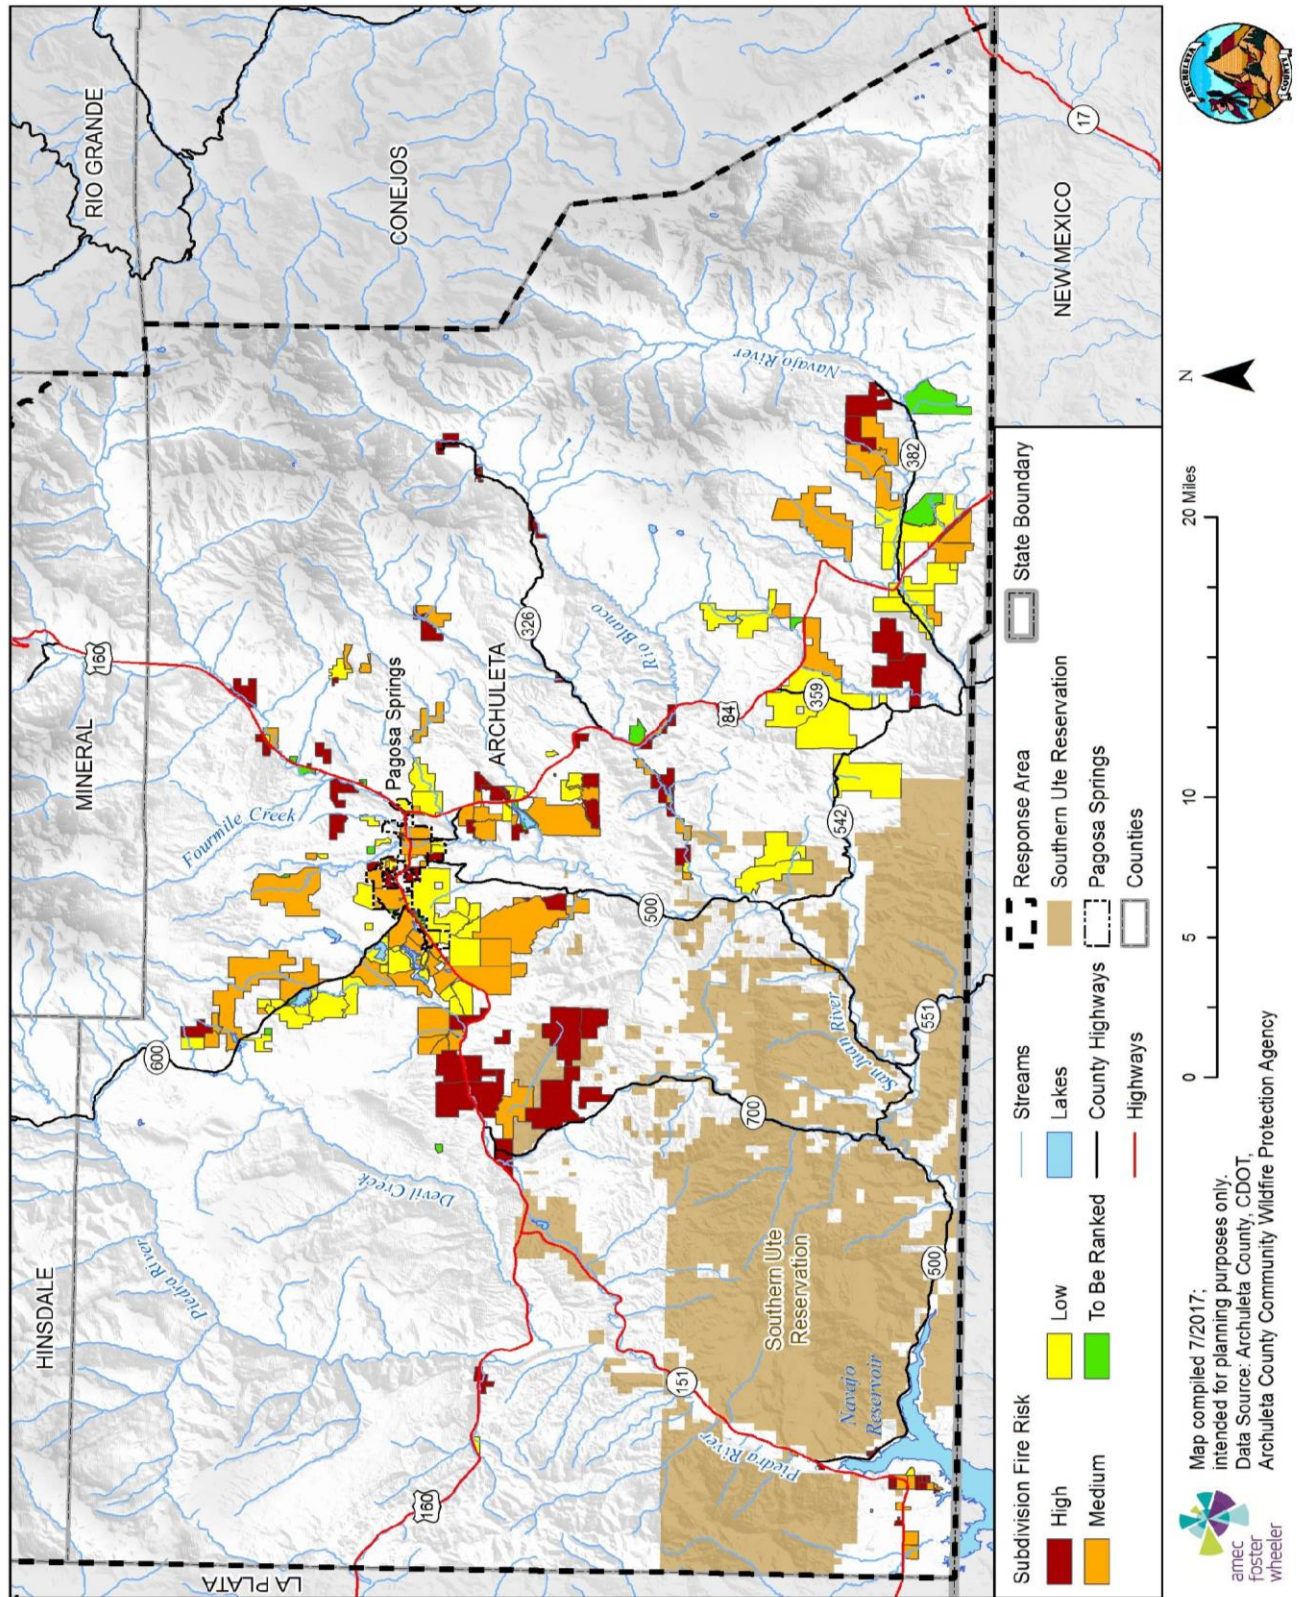 HINSDALE
MINERAL
RIO GRANDE
LA PLATA
CONEJOS
ARCHULETA
NEW MEXICO
Pagosa Springs
Southern Ute
Reservation
Piedra River
Devil Creek
Fourmile Creek
Rio Blanco
Navajo River
San Juan River
Navajo
Reservoir
Piedra River
160
600
160
17
326
151
700
500
84
359
382
542
551
500
Subdivision Fire Risk
High
Medium
Low
To Be Ranked
Streams
Lakes
County Highways
Highways
Response Area
Southern Ute Reservation
Pagosa Springs
Counties
State Boundary
amec
foster
wheeler
Map compiled 7/2017;
intended for planning purposes only.
Data Source: Archuleta County, CDOT,
Archuleta County Community Wildfire Protection Agency
0 5 10 20 Miles
N
ARCHULETA
COUNTY